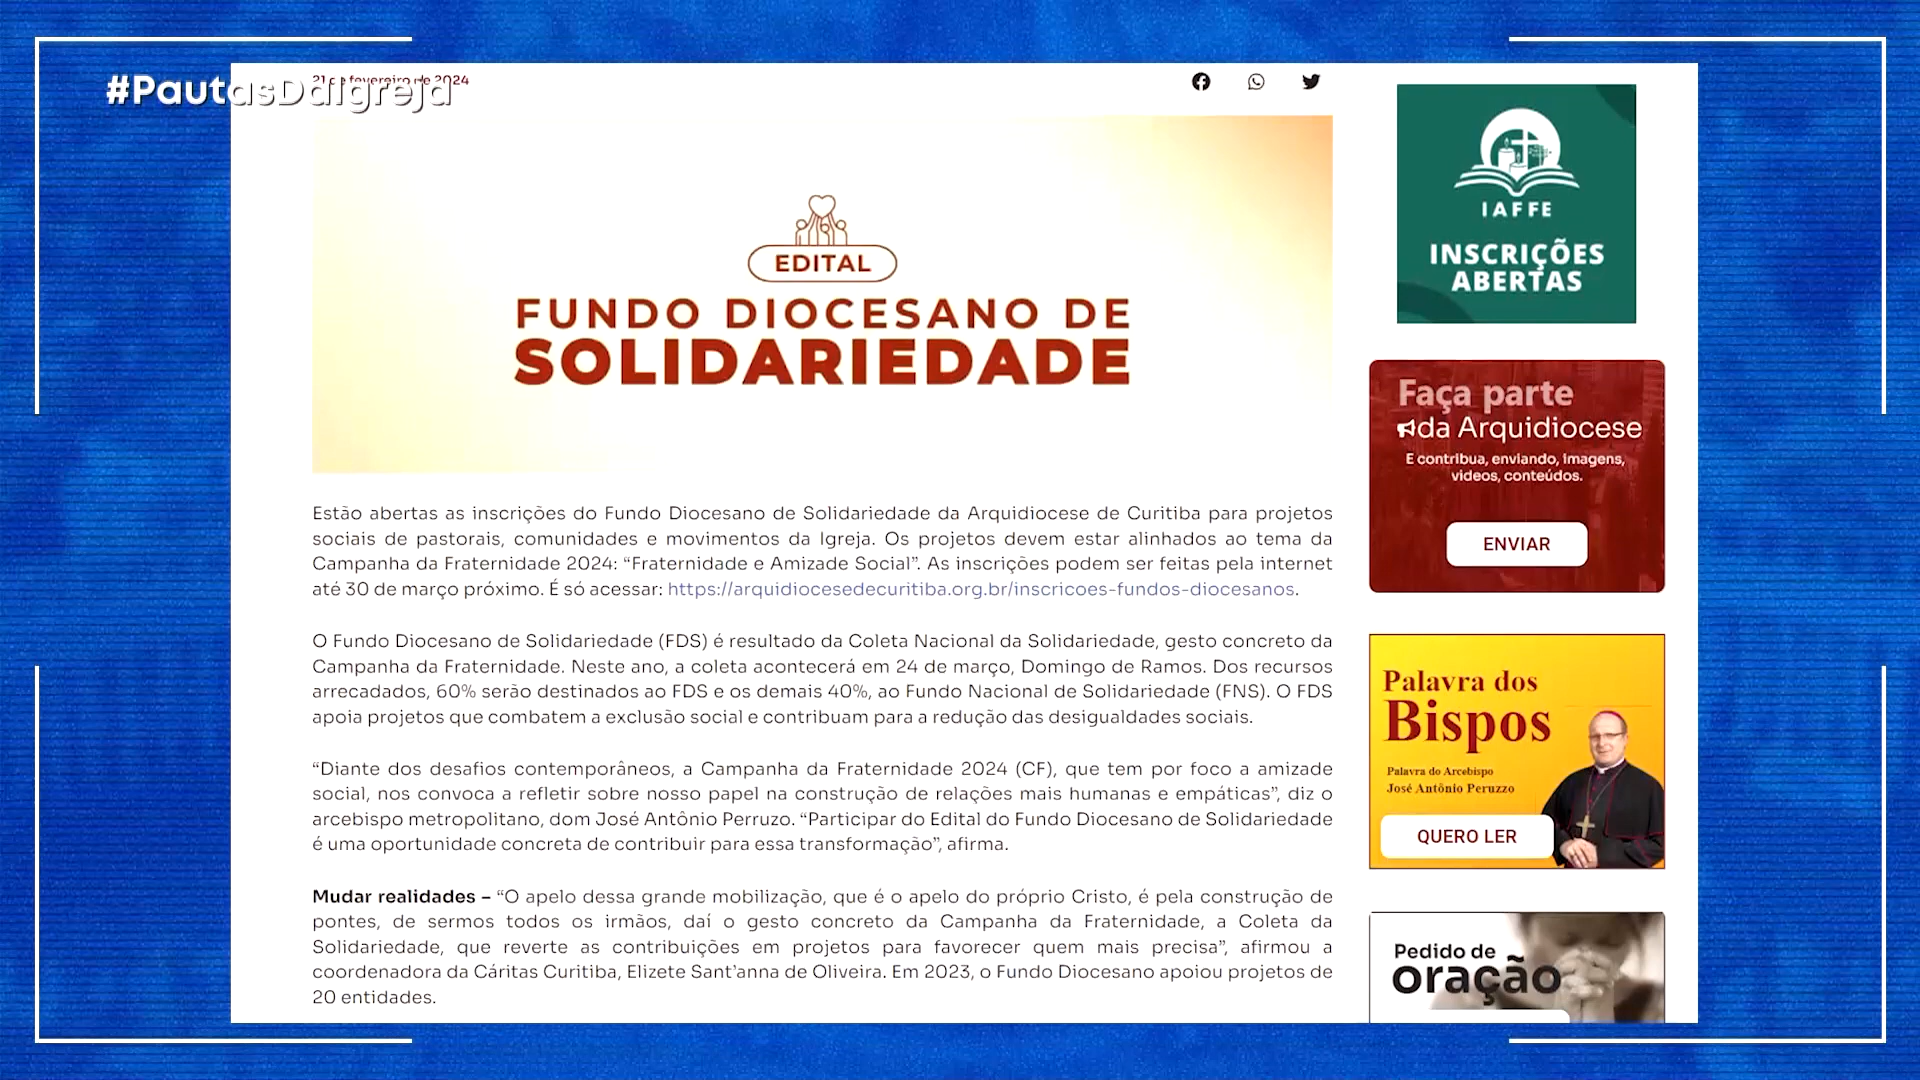 #PautasDaIgreja
21 de fevereiro de 2024
EDITAL
FUNDO DIOCESANO DE
SOLIDARIEDADE
Estão abertas as inscrições do Fundo Diocesano de Solidariedade da Arquidiocese de Curitiba para projetos
sociais de pastorais, comunidades e movimentos da Igreja. Os projetos devem estar alinhados ao tema da
Campanha da Fraternidade 2024: “Fraternidade e Amizade Social”. As inscrições podem ser feitas pela internet
até 30 de março próximo. É só acessar: https://arquidiocesedecuritiba.org.br/inscricoes-fundos-diocesanos.
O Fundo Diocesano de Solidariedade (FDS) é resultado da Coleta Nacional da Solidariedade, gesto concreto da
Campanha da Fraternidade. Neste ano, a coleta acontecerá em 24 de março, Domingo de Ramos. Dos recursos
arrecadados, 60% serão destinados ao FDS e os demais 40%, ao Fundo Nacional de Solidariedade (FNS). O FDS
apoia projetos que combatem a exclusão social e contribuam para a redução das desigualdades sociais.
“Diante dos desafios contemporâneos, a Campanha da Fraternidade 2024 (CF), que tem por foco a amizade
social, nos convoca a refletir sobre nosso papel na construção de relações mais humanas e empáticas”, diz o
arcebispo metropolitano, dom José Antônio Perruzo. “Participar do Edital do Fundo Diocesano de Solidariedade
é uma oportunidade concreta de contribuir para essa transformação”, afirma.
Mudar realidades – “O apelo dessa grande mobilização, que é o apelo do próprio Cristo, é pela construção de
pontes, de sermos todos os irmãos, daí o gesto concreto da Campanha da Fraternidade, a Coleta da
Solidariedade, que reverte as contribuições em projetos para favorecer quem mais precisa”, afirmou a
coordenadora da Cáritas Curitiba, Elizete Sant’anna de Oliveira. Em 2023, o Fundo Diocesano apoiou projetos de
20 entidades.
IAFFE
INSCRIÇÕES
ABERTAS
Faça parte
da Arquidiocese
E contribua, enviando, imagens,
videos, conteúdos.
ENVIAR
Palavra dos
Bispos
Palavra do Arcebispo
José Antônio Peruzzo
QUERO LER
Pedido de
oração